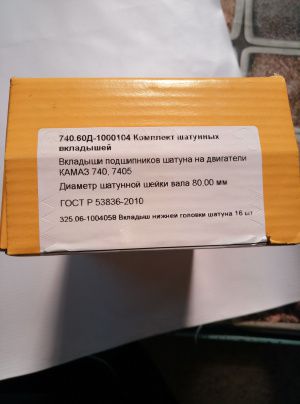 740.60Д-1000104 Комплект шатунных
вкладышей
Вкладыши подшипников шатуна на двигатели
КАМАЗ 740, 7405
Диаметр шатунной шейки вала 80,00 мм
ГОСТ Р 53836-2010
325.06-1004058 Вкладыш нижней головки шатуна 16 шт